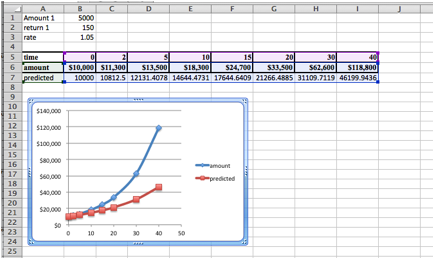 A B C D E F G H I J
1 Amount 1 5000
2 return 1 150
3 rate 1.05
4
5 time 0 2 5 10 15 20 30 40
6 amount $10,000 $11,300 $13,500 $18,300 $24,700 $33,500 $62,600 $118,800
7 predicted 10000 10812.5 12131.4078 14644.4731 17644.6409 21266.4885 31109.7119 46199.9436
8
9
10
11
12
13
14
15
16
17
18
19
20
21
22
23
24
25
$140,000
$120,000
$100,000
$80,000
$60,000
$40,000
$20,000
$0
0 10 20 30 40 50
amount
predicted